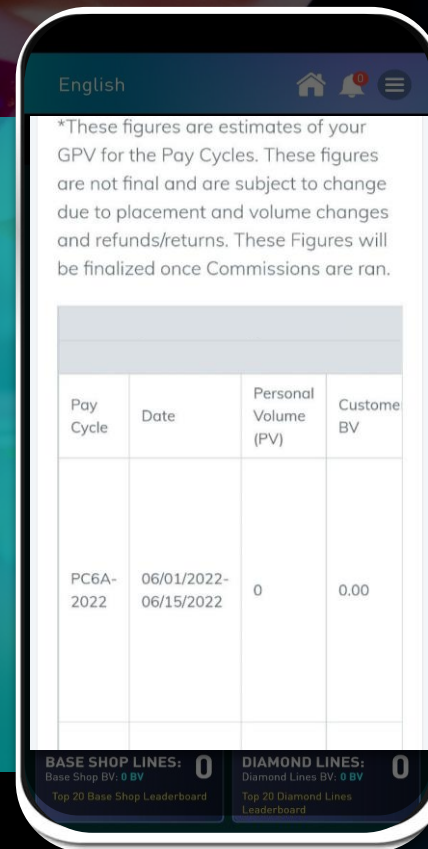 English
0
*These figures are estimates of your
GPV for the Pay Cycles. These figures
are not final and are subject to change
due to placement and volume changes
and refunds/returns. These Figures will
be finalized once Commissions are ran.
Pay
Cycle
Date
Personal
Volume
(PV)
Custome
BV
PC6A-
2022
06/01/2022-
06/15/2022
0
0.00
BASE SHOP LINES:
Base Shop BV: 0 BV
0
Top 20 Base Shop Leaderboard
DIAMOND LINES:
Diamond Lines BV: 0 BV
0
Top 20 Diamond Lines
Leaderboard